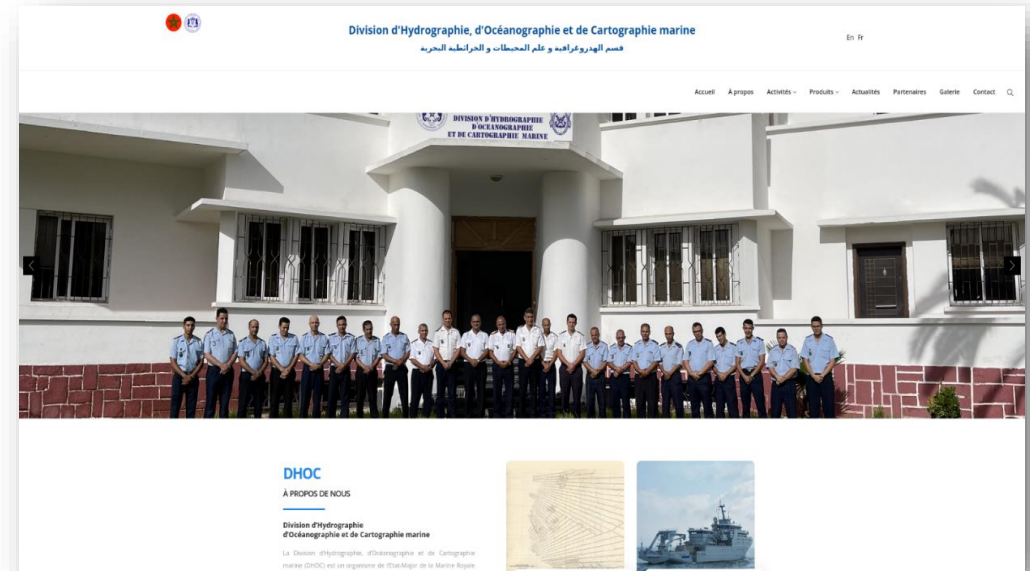 Division d'Hydrographie, d'Océanographie et de Cartographie marine
قسم الهدروغرافية و علم المحيطات و الخرائطية البحرية
En Fr
Accueil À propos Activités Produits Actualités Partenaires Galerie Contact
DIVISION D'HYDROGRAPHIE
D'OCEANOGRAPHIE
ET DE CARTOGRAPHIE MARINE
DHOC
À PROPOS DE NOUS
Division d'Hydrographie
d'Océanographie et de Cartographie marine
La Division d'Hydrographie, d'Océanographie et de Cartographie
marine (DHOC) est un organisme de l'Etat-Major de la Marine Royale